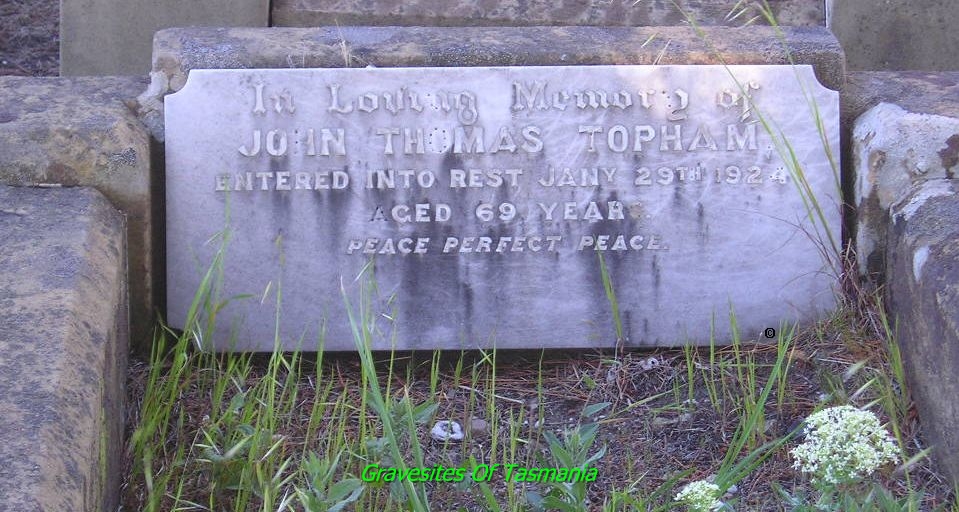 In Loving Memory of
JOHN THOMAS TOPHAM,
ENTERED INTO REST, JANY 29TH 1924
AGED 69 YEARS.
PEACE PERFECT PEACE.
©
Gravesites Of Tasmania